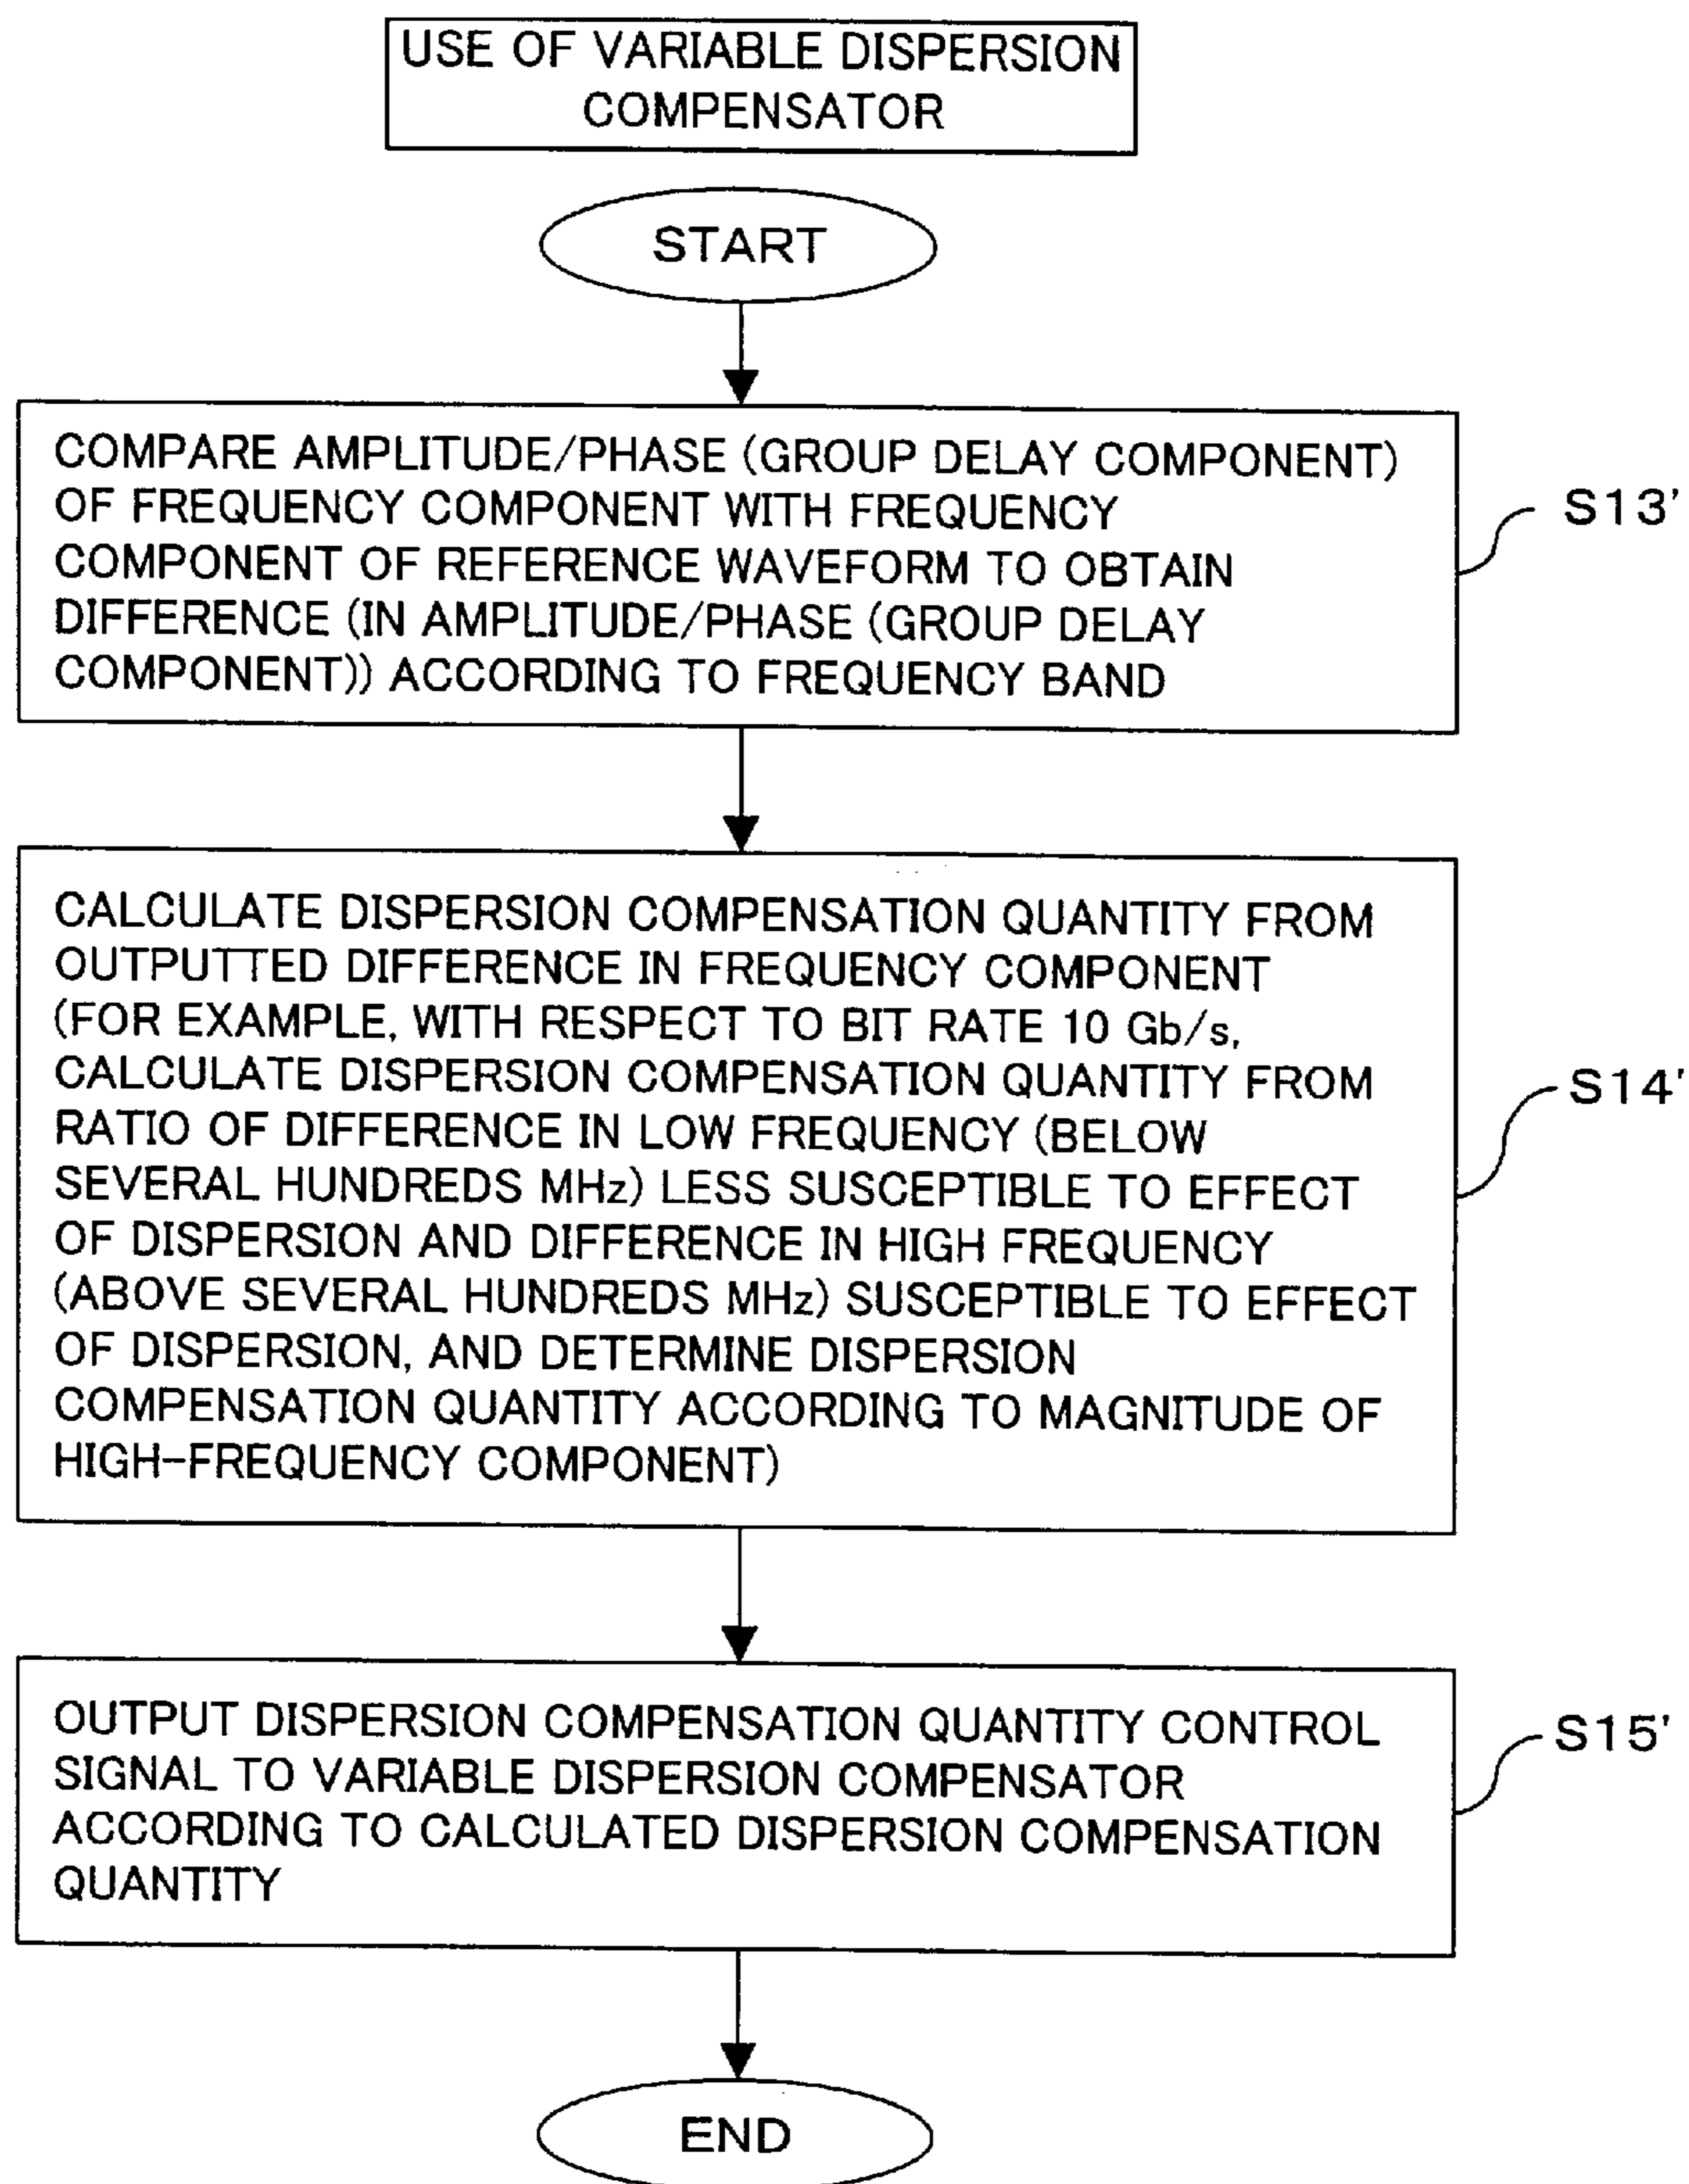 USE OF VARIABLE DISPERSION
COMPENSATOR
START
COMPARE AMPLITUDE/PHASE (GROUP DELAY COMPONENT)
OF FREQUENCY COMPONENT WITH FREQUENCY
COMPONENT OF REFERENCE WAVEFORM TO OBTAIN
DIFFERENCE (IN AMPLITUDE/PHASE (GROUP DELAY
COMPONENT)) ACCORDING TO FREQUENCY BAND
S13'
CALCULATE DISPERSION COMPENSATION QUANTITY FROM
OUTPUTTED DIFFERENCE IN FREQUENCY COMPONENT
(FOR EXAMPLE, WITH RESPECT TO BIT RATE 10 Gb/s,
CALCULATE DISPERSION COMPENSATION QUANTITY FROM
RATIO OF DIFFERENCE IN LOW FREQUENCY (BELOW
SEVERAL HUNDREDS MHz) LESS SUSCEPTIBLE TO EFFECT
OF DISPERSION AND DIFFERENCE IN HIGH FREQUENCY
(ABOVE SEVERAL HUNDREDS MHz) SUSCEPTIBLE TO EFFECT
OF DISPERSION, AND DETERMINE DISPERSION
COMPENSATION QUANTITY ACCORDING TO MAGNITUDE OF
HIGH-FREQUENCY COMPONENT)
S14'
OUTPUT DISPERSION COMPENSATION QUANTITY CONTROL
SIGNAL TO VARIABLE DISPERSION COMPENSATOR
ACCORDING TO CALCULATED DISPERSION COMPENSATION
QUANTITY
S15'
END